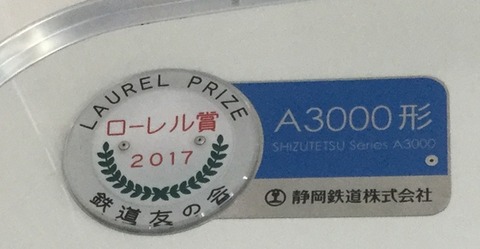 LAUREL PRIZE
ローレル賞
2017
鉄道友の会
A3000形
SHIZUTETSU Series A3000
静岡鉄道株式会社